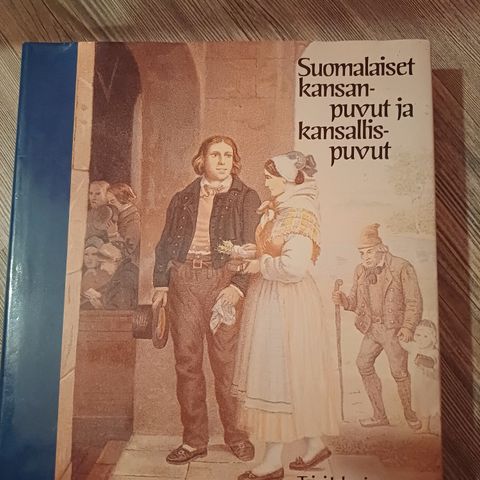 Suomalaiset
kansan-
puvut ja
kansallis-
puvut